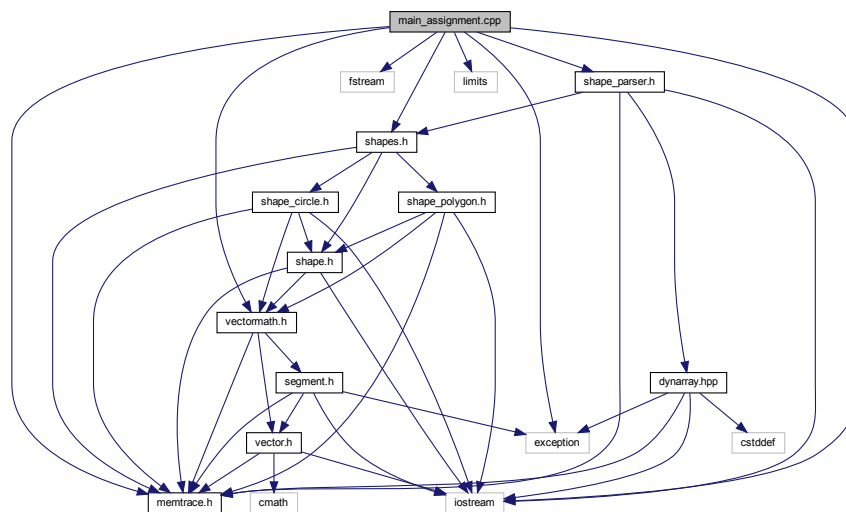 main_assignment.cpp
fstream
limits
shape_parser.h
shapes.h
shape_circle.h
shape_polygon.h
shape.h
vectormath.h
segment.h
dynarray.hpp
vector.h
exception
cstddef
memtrace.h
cmath
iostream